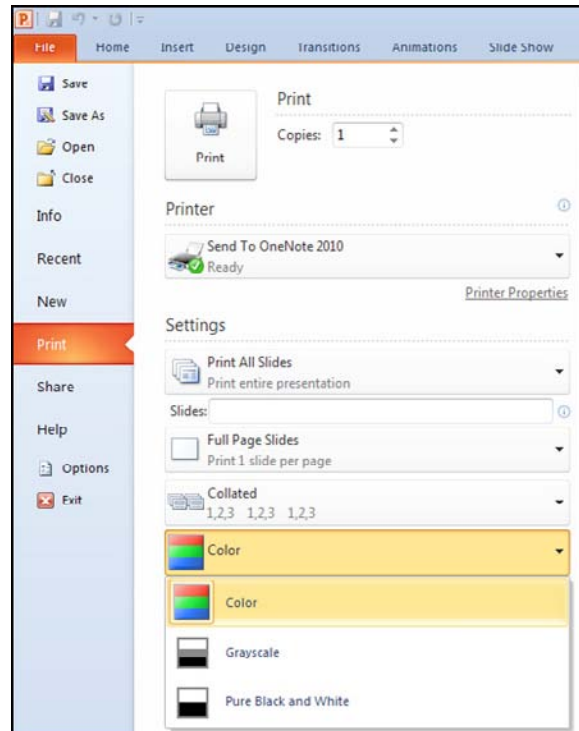 P
File Home Insert Design Transitions Animations Slide Show
Save
Save As
Open
Close
Info
Recent
New
Print
Share
Help
Options
Exit
Print
Print
Copies: 1
Printer
Send To OneNote 2010
Ready
Printer Properties
Settings
Print All Slides
Print entire presentation
Slides:
Full Page Slides
Print 1 slide per page
Collated
1,2,3 1,2,3 1,2,3
Color
Color
Grayscale
Pure Black and White